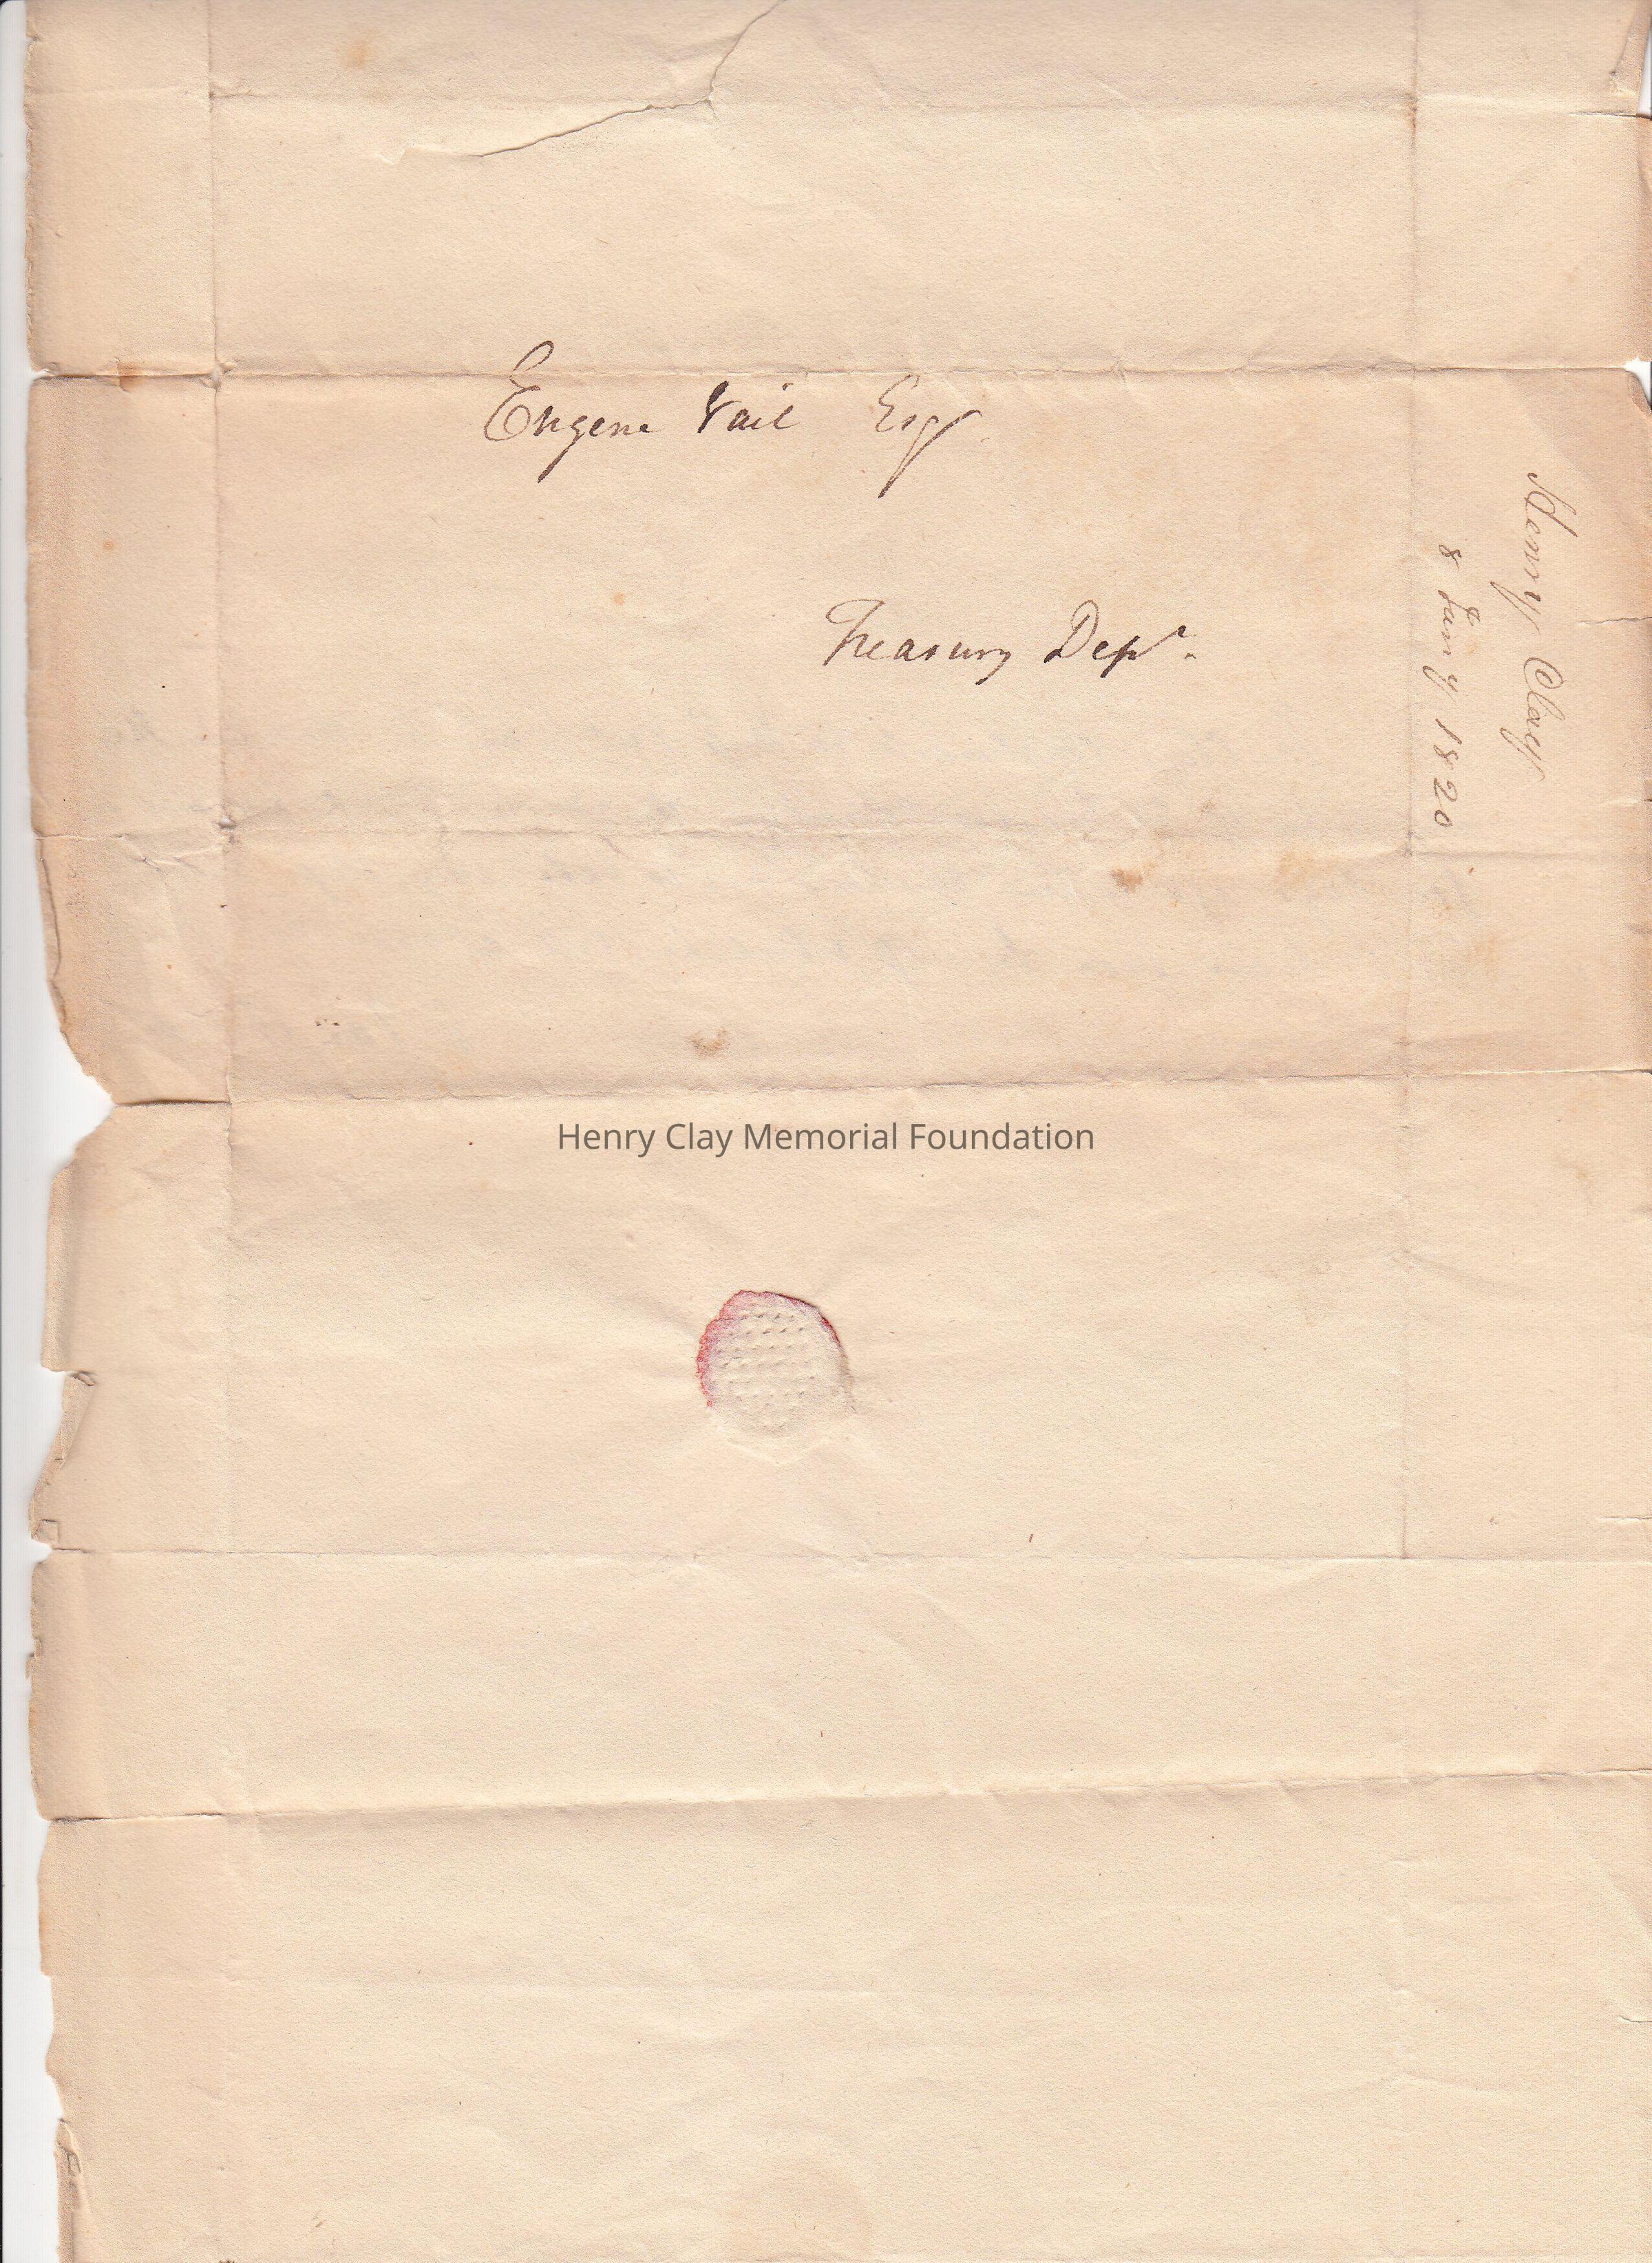 Eugene Vail Esqr
Treasury Dept.
Henry Clay
8 Jany 1820
Henry Clay Memorial Foundation